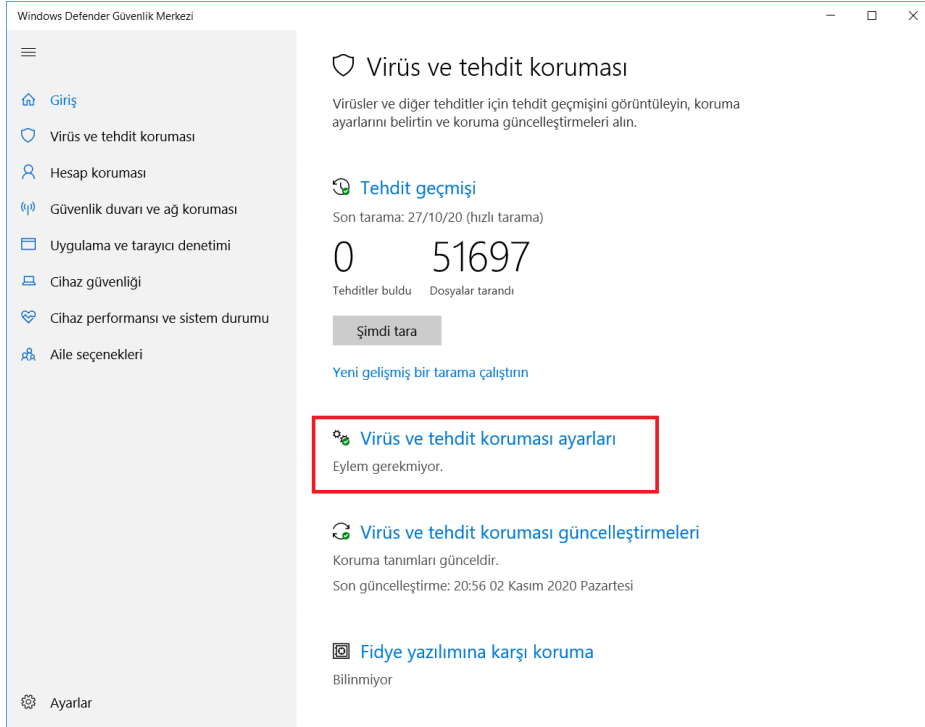 Windows Defender Güvenlik Merkezi
Giriş
Virüs ve tehdit koruması
Hesap koruması
Güvenlik duvarı ve ağ koruması
Uygulama ve tarayıcı denetimi
Cihaz güvenliği
Cihaz performansı ve sistem durumu
Aile seçenekleri
Ayarlar
Virüs ve tehdit koruması
Virüsler ve diğer tehditler için tehdit geçmişini görüntüleyin, koruma
ayarlarını belirtin ve koruma güncelleştirmeleri alın.
Tehdit geçmişi
Son tarama: 27/10/20 (hızlı tarama)
0 51697
Tehditler buldu Dosyalar tarandı
Şimdi tara
Yeni gelişmiş bir tarama çalıştırın
Virüs ve tehdit koruması ayarları
Eylem gerekmiyor.
Virüs ve tehdit koruması güncelleştirmeleri
Koruma tanımları günceldir.
Son güncelleştirme: 20:56 02 Kasım 2020 Pazartesi
Fidye yazılımına karşı koruma
Bilinmiyor